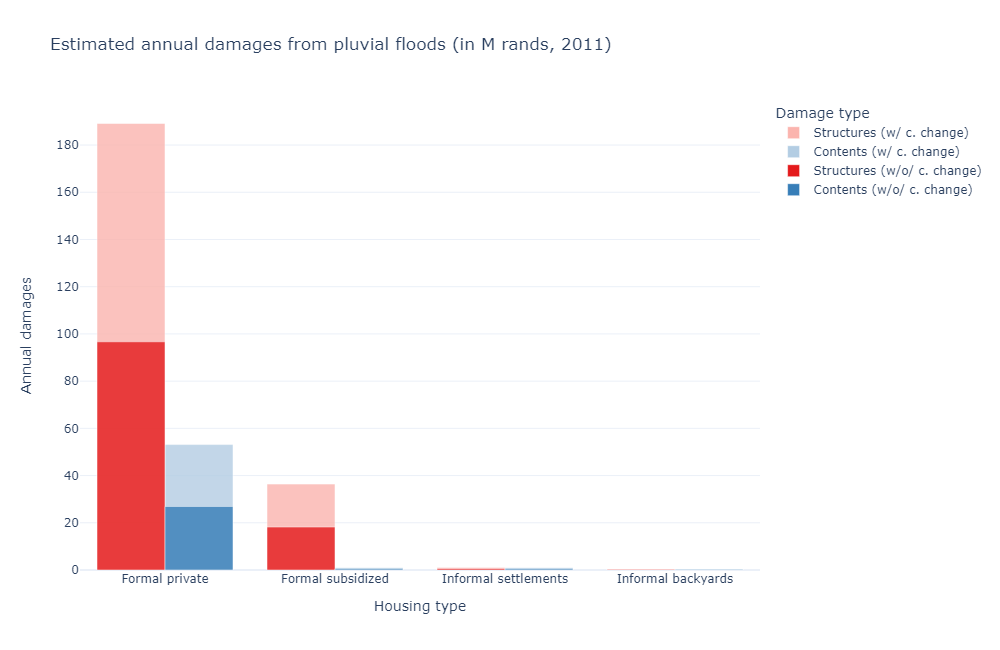 Estimated annual damages from pluvial floods (in M rands, 2011)
Damage type
Structures (w/ c. change)
Contents (w/ c. change)
Structures (w/o/ c. change)
Contents (w/o/ c. change)
Annual damages
180
160
140
120
100
80
60
40
20
0
Formal private
Formal subsidized
Informal settlements
Informal backyards
Housing type